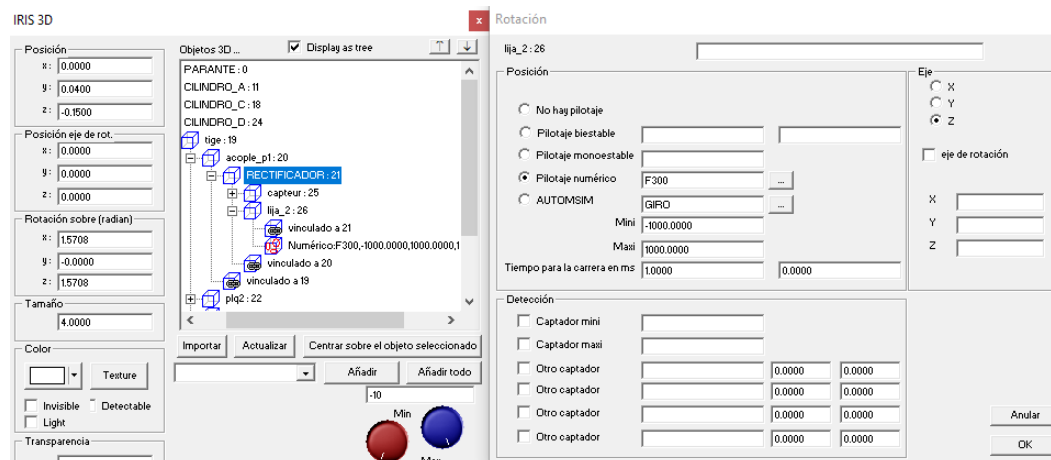 IRIS 3D
x
Posición
x: 0.0000
y: 0.0400
z: -0.1500
Posición eje de rot.
x: 0.0000
y: 0.0000
z: 0.0000
Rotación sobre (radian)
x: 1.5708
y: -0.0000
z: 1.5708
Tamaño
4.0000
Color
Texture
Invisible Detectable
Light
Transparencia
Objetos 3D ... Display as tree
PARANTE : 0
CILINDRO_A : 11
CILINDRO_C : 18
CILINDRO_D : 24
tige : 19
acople_p1 : 20
RECTIFICADOR : 21
capteur : 25
lija_2 : 26
vinculado a 21
Numérico:F300,-1000.0000,1000.0000,1
vinculado a 20
vinculado a 19
plq2 : 22
Importar Actualizar Centrar sobre el objeto seleccionado
Añadir Añadir todo
-10
Min
Rotación
lija_2 : 26
Posición
No hay pilotaje
Pilotaje biestable
Pilotaje monoestable
Pilotaje numérico F300 ...
AUTOMSIM GIRO ...
Mini -1000.0000
Maxi 1000.0000
Tiempo para la carrera en ms 1.0000 0.0000
Eje
X
Y
Z
eje de rotación
X
Y
Z
Detección
Captador mini
Captador maxi
Otro captador 0.0000 0.0000
Otro captador 0.0000 0.0000
Otro captador 0.0000 0.0000
Otro captador 0.0000 0.0000
Anular
OK